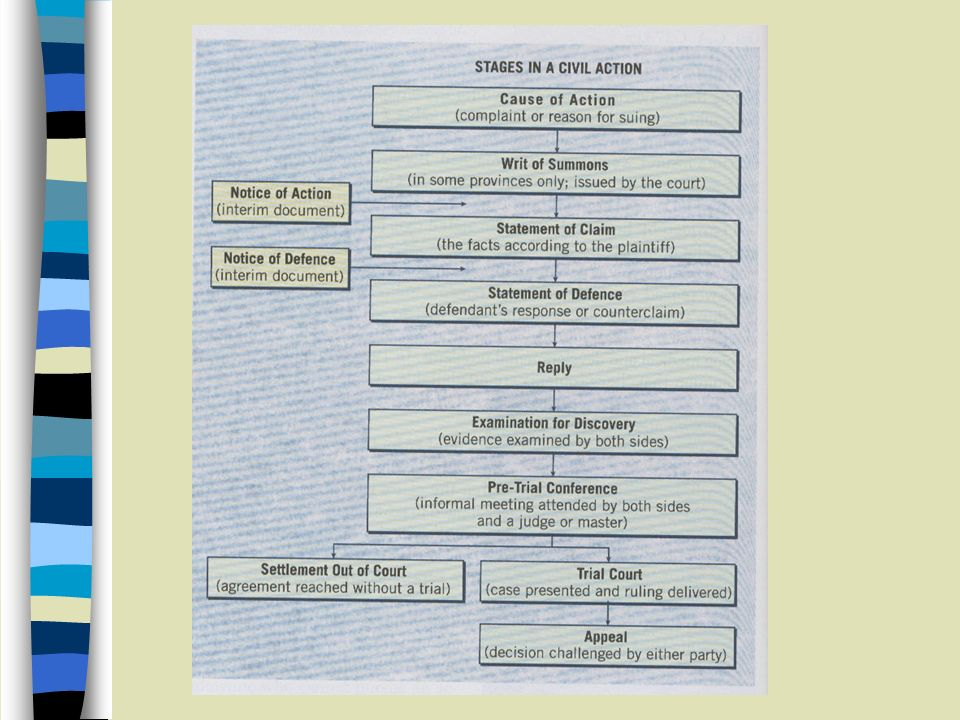 STAGES IN A CIVIL ACTION
Cause of Action
(complaint or reason for suing)
Writ of Summons
(in some provinces only; issued by the court)
Notice of Action
(interim document)
Statement of Claim
(the facts according to the plaintiff)
Notice of Defence
(interim document)
Statement of Defence
(defendant's response or counterclaim)
Reply
Examination for Discovery
(evidence examined by both sides)
Pre-Trial Conference
(informal meeting attended by both sides
and a judge or master)
Settlement Out of Court
(agreement reached without a trial)
Trial Court
(case presented and ruling delivered)
Appeal
(decision challenged by either party)